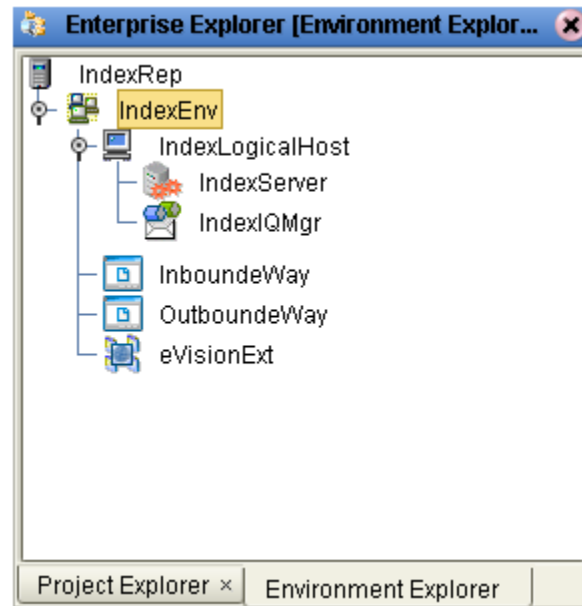 Enterprise Explorer [Environment Explor...
IndexRep
IndexEnv
IndexLogicalHost
IndexServer
IndexIQMgr
InboundeWay
OutboundeWay
eVisionExt
Project Explorer × Environment Explorer